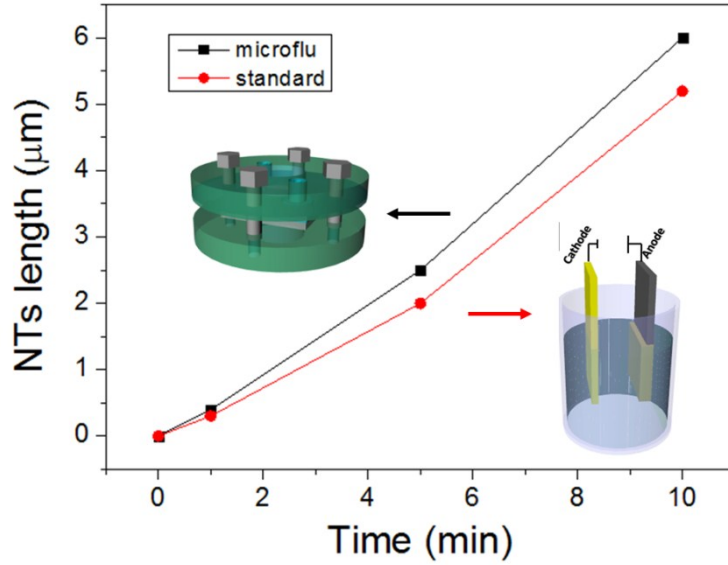 microflu
standard
6
5
4
3
2
1
0
NTs length (μm)
Cathode
Anode
0 2 4 6 8 10
Time (min)